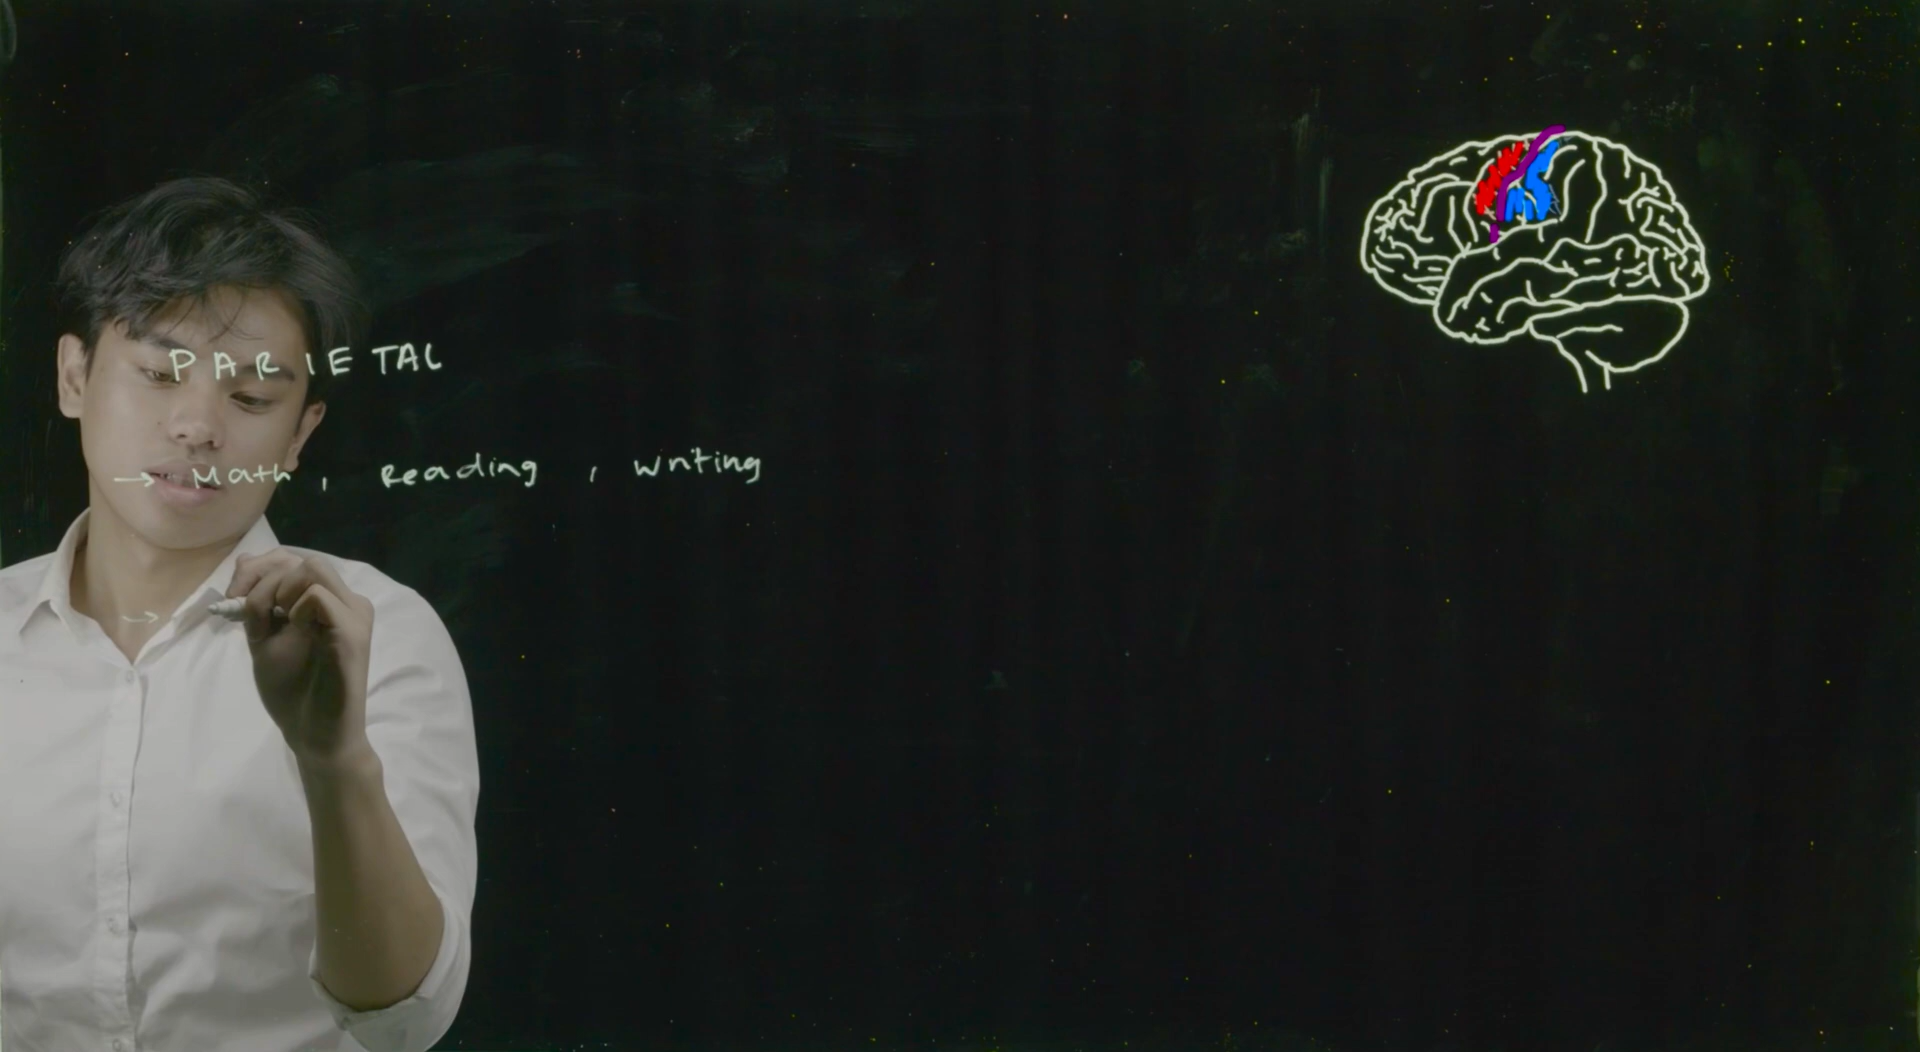 PARIETAL
→ Math, Reading, Writing
→